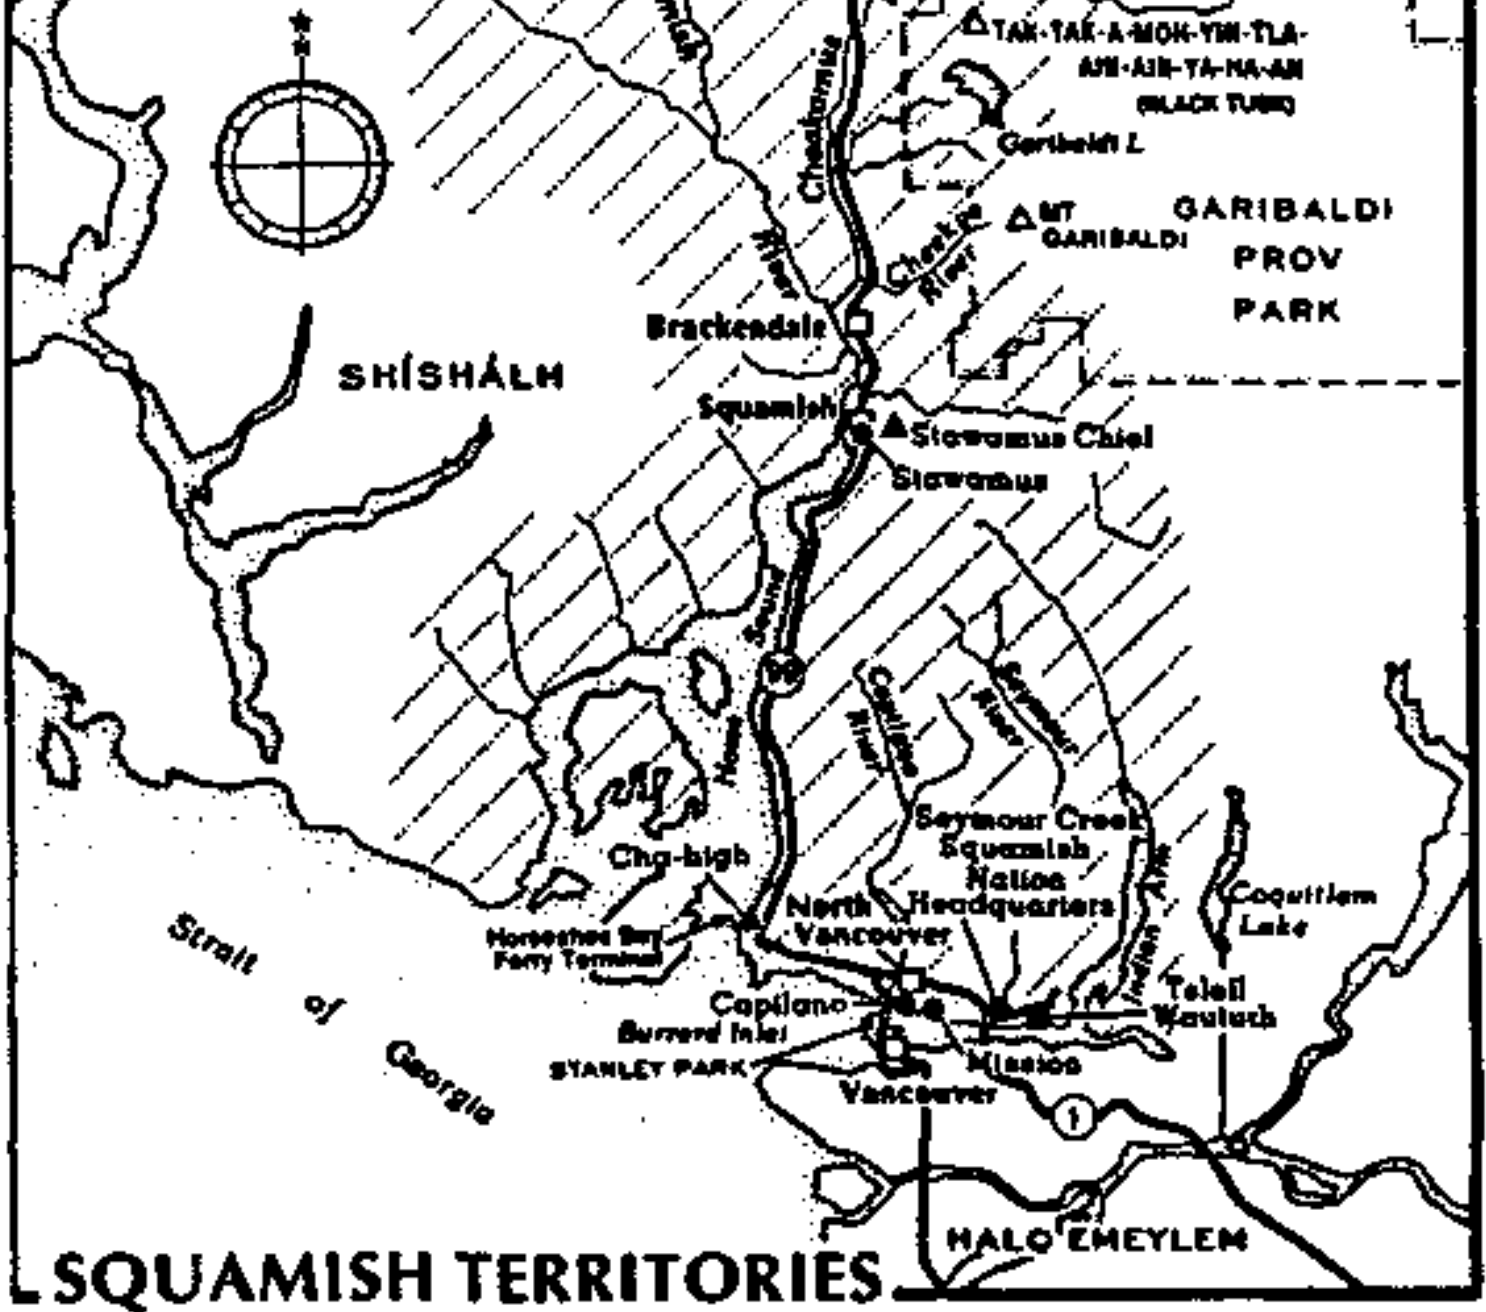 N
Cheakamus
TAK-TAK-A-MOH-YIN-TLA-
AIN-AIN-YA-HA-AN
(BLACK TUSK)
Garibaldi L
Cheekye
River
MT
GARIBALDI
GARIBALDI
PROV
PARK
River
Brackendale
SHÍSHÁLH
Squamish
Stawamus Chief
Stawamus
Sound
99
Howe
Capilano
River
Seymour
River
Cha-high
Seymour Creek
Squamish
Nation
Headquarters
North
Vancouver
Horseshoe Bay
Ferry Terminal
Indian Arm
Coquitlam
Lake
Strait
of
Georgia
Capilano
Burrard Inlet
STANLEY PARK
Mission
Vancouver
Tsleil
Waututh
1
HALQ'EMEYLEM
SQUAMISH TERRITORIES